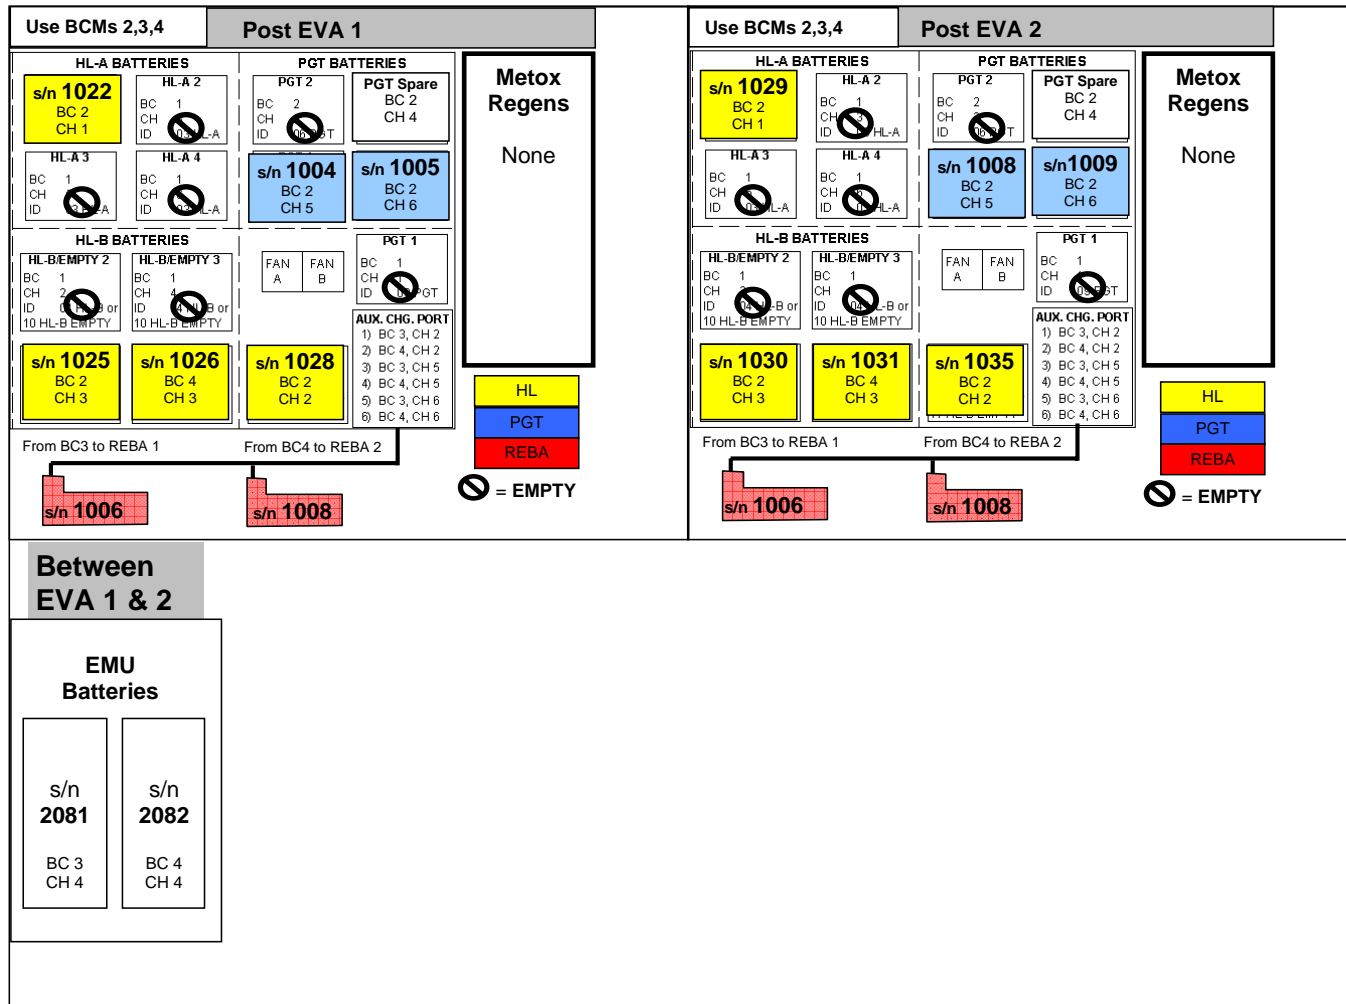 Use BCMs 2,3,4
Post EVA 1
HL-A BATTERIES
PGT BATTERIES
s/n 1022
BC 2
CH 1
HL-A 2
BC 1
CH
ID
PGT 2
BC 2
CH
ID
PGT Spare
BC 2
CH 4
HL-A 3
BC 1
CH
ID
HL-A 4
BC 1
CH
ID
s/n 1004
BC 2
CH 5
s/n 1005
BC 2
CH 6
HL-B BATTERIES
HL-B/EMPTY 2
BC 1
CH 2
ID HL-B or
10 HL-B EMPTY
HL-B/EMPTY 3
BC 1
CH 4
ID HL-B or
10 HL-B EMPTY
FAN A
FAN B
PGT 1
BC 1
CH
ID PGT
s/n 1025
BC 2
CH 3
s/n 1026
BC 4
CH 3
s/n 1028
BC 2
CH 2
AUX. CHG. PORT
1) BC 3, CH 2
2) BC 4, CH 2
3) BC 3, CH 5
4) BC 4, CH 5
5) BC 3, CH 6
6) BC 4, CH 6
From BC3 to REBA 1
From BC4 to REBA 2
s/n 1006
s/n 1008
Metox
Regens
None
HL
PGT
REBA
= EMPTY
Use BCMs 2,3,4
Post EVA 2
HL-A BATTERIES
PGT BATTERIES
s/n 1029
BC 2
CH 1
HL-A 2
BC 1
CH
ID HL-A
PGT 2
BC 2
CH
ID
PGT Spare
BC 2
CH 4
HL-A 3
BC 1
CH
ID
HL-A 4
BC 1
CH
ID
s/n 1008
BC 2
CH 5
s/n1009
BC 2
CH 6
HL-B BATTERIES
HL-B/EMPTY 2
BC 1
CH
ID HL-B or
10 HL-B EMPTY
HL-B/EMPTY 3
BC 1
CH
ID HL-B or
10 HL-B EMPTY
FAN A
FAN B
PGT 1
BC 1
CH
ID PGT
s/n 1030
BC 2
CH 3
s/n 1031
BC 4
CH 3
s/n 1035
BC 2
CH 2
AUX. CHG. PORT
1) BC 3, CH 2
2) BC 4, CH 2
3) BC 3, CH 5
4) BC 4, CH 5
5) BC 3, CH 6
6) BC 4, CH 6
From BC3 to REBA 1
From BC4 to REBA 2
s/n 1006
s/n 1008
Metox
Regens
None
HL
PGT
REBA
= EMPTY
Between
EVA 1 & 2
EMU
Batteries
s/n
2081
BC 3
CH 4
s/n
2082
BC 4
CH 4